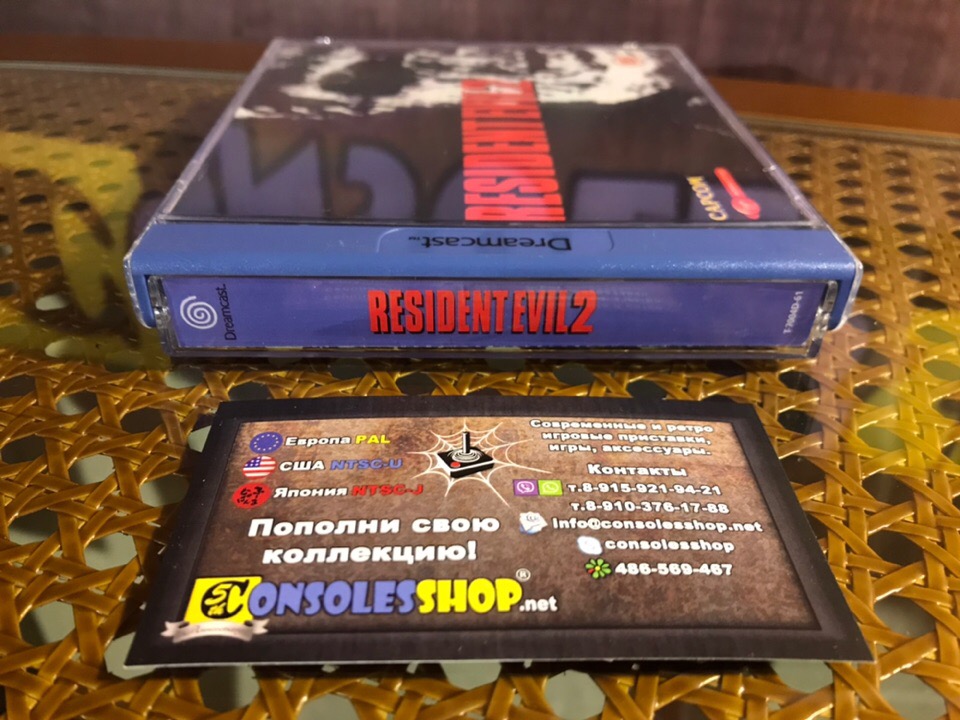 RESIDENT EVIL 2
CAPCOM
Dreamcast™
Dreamcast.
RESIDENT EVIL 2
Европа PAL
США NTSC-U
Япония NTSC-J
Пополни свою
коллекцию!
CONSOLESSHOP.net
®
Современные и ретро
игровые приставки,
игры, аксессуары.
Контакты
т.8-915-921-94-21
т.8-910-376-17-88
info@consolesshop.net
consolesshop
486-569-467